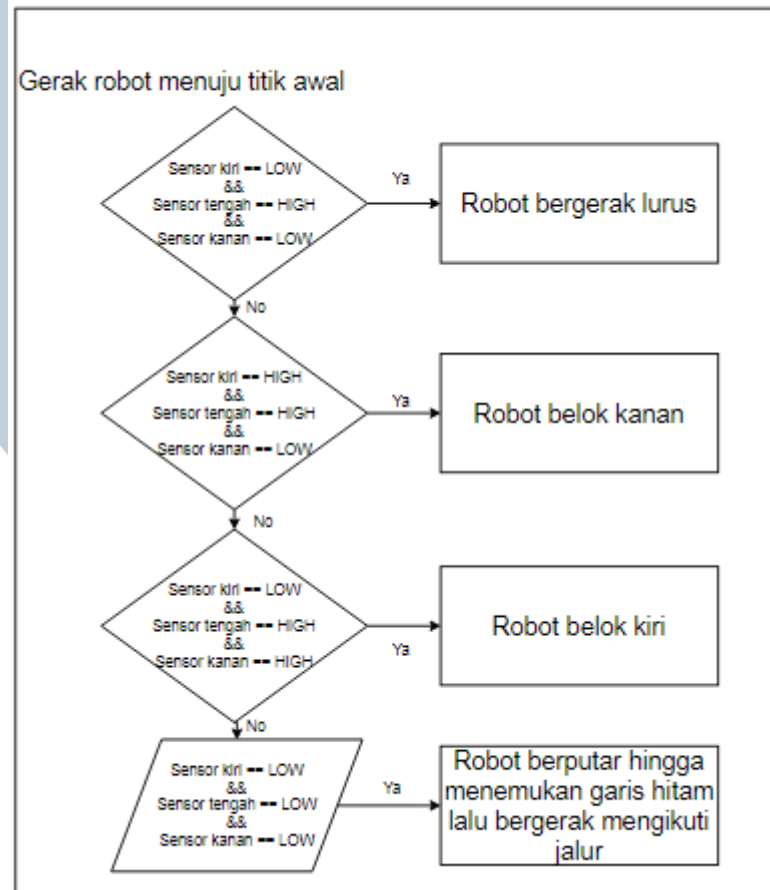 Gerak robot menuju titik awal
Sensor kiri == LOW
&&
Sensor tengah == HIGH
&&
Sensor kanan == LOW
Ya
Robot bergerak lurus
No
Sensor kiri == HIGH
&&
Sensor tengah == HIGH
&&
Sensor kanan == LOW
Ya
Robot belok kanan
No
Sensor kiri == LOW
&&
Sensor tengah == HIGH
&&
Sensor kanan == HIGH
Ya
Robot belok kiri
No
Sensor kiri == LOW
&&
Sensor tengah == LOW
&&
Sensor kanan == LOW
Ya
Robot berputar hingga
menemukan garis hitam
lalu bergerak mengikuti
jalur